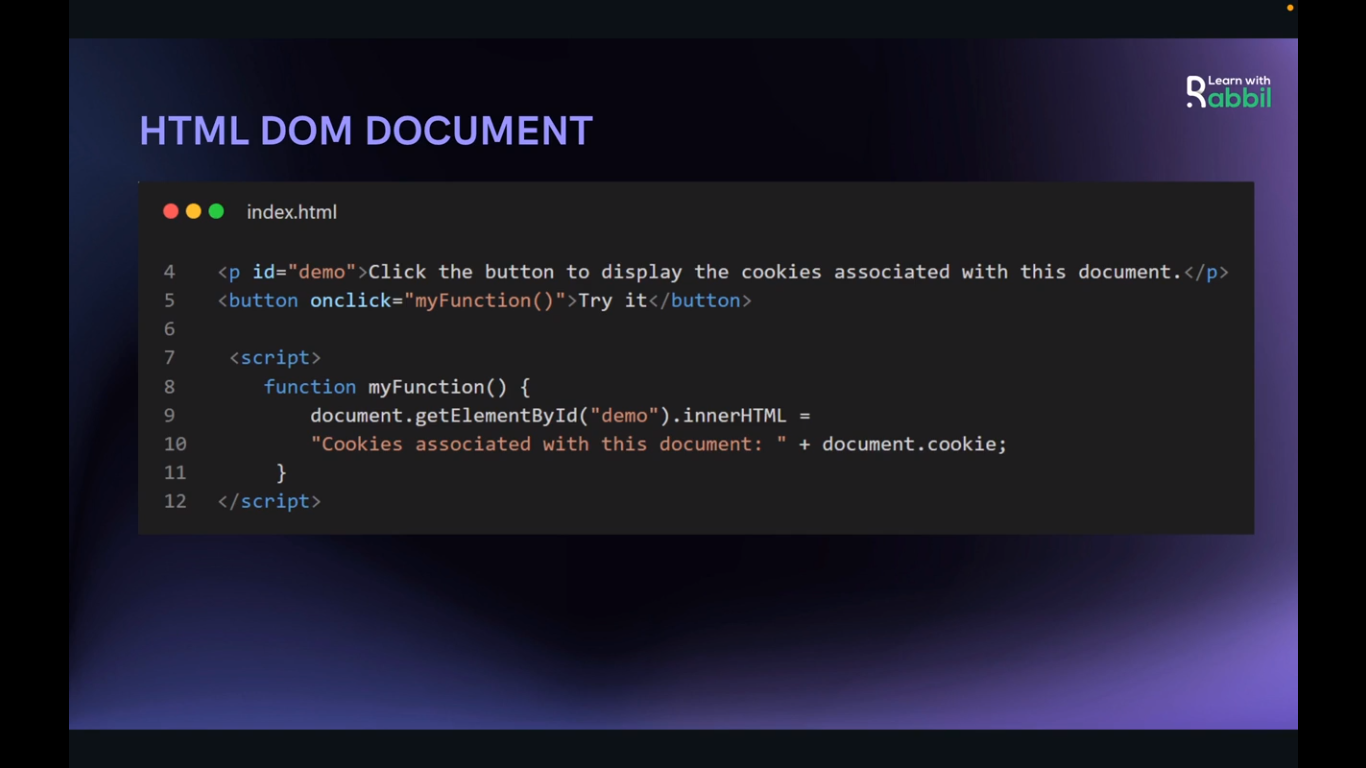 Learn with
Rabbil
HTML DOM DOCUMENT
index.html
4 <p id="demo">Click the button to display the cookies associated with this document.</p>
5 <button onclick="myFunction()">Try it</button>
6
7 <script>
8 function myFunction() {
9 document.getElementById("demo").innerHTML =
10 "Cookies associated with this document: " + document.cookie;
11 }
12 </script>